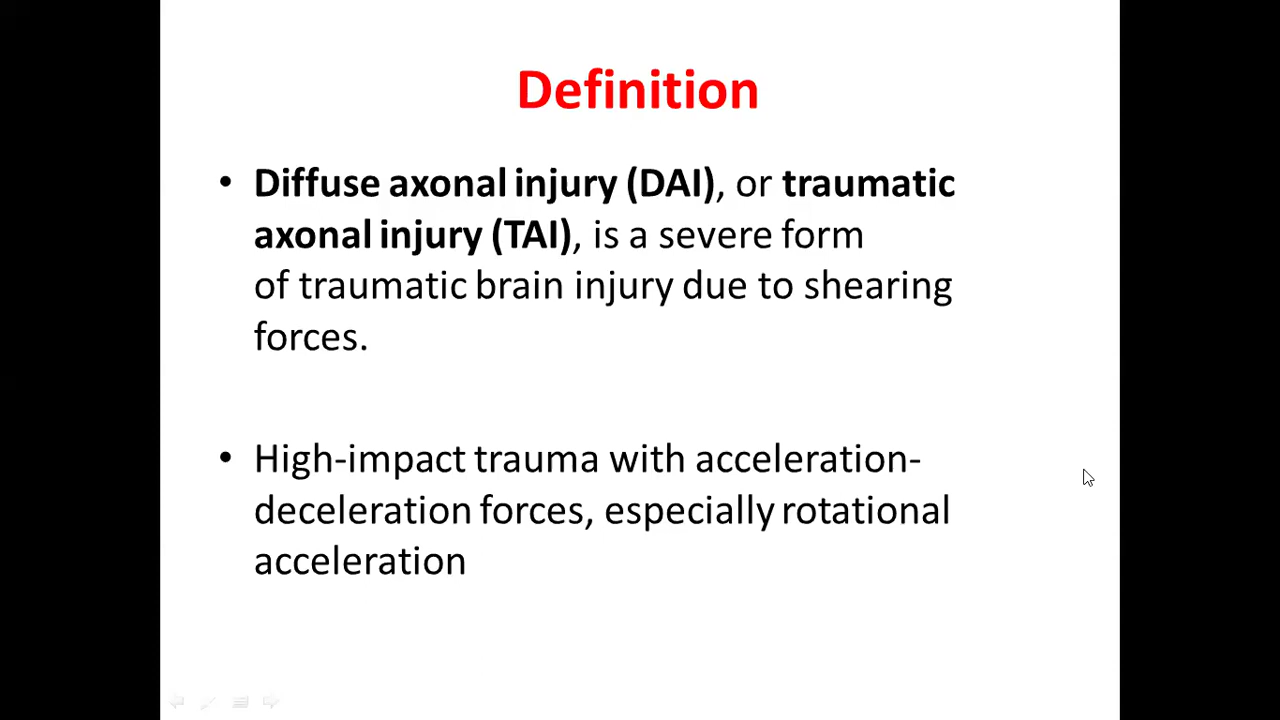 Definition
• Diffuse axonal injury (DAI), or traumatic
axonal injury (TAI), is a severe form
of traumatic brain injury due to shearing
forces.
• High-impact trauma with acceleration-
deceleration forces, especially rotational
acceleration